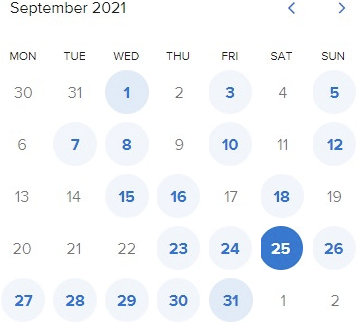 September 2021
MON TUE WED THU FRI SAT SUN
30 31 1 2 3 4 5
6 7 8 9 10 11 12
13 14 15 16 17 18 19
20 21 22 23 24 25 26
27 28 29 30 31 1 2